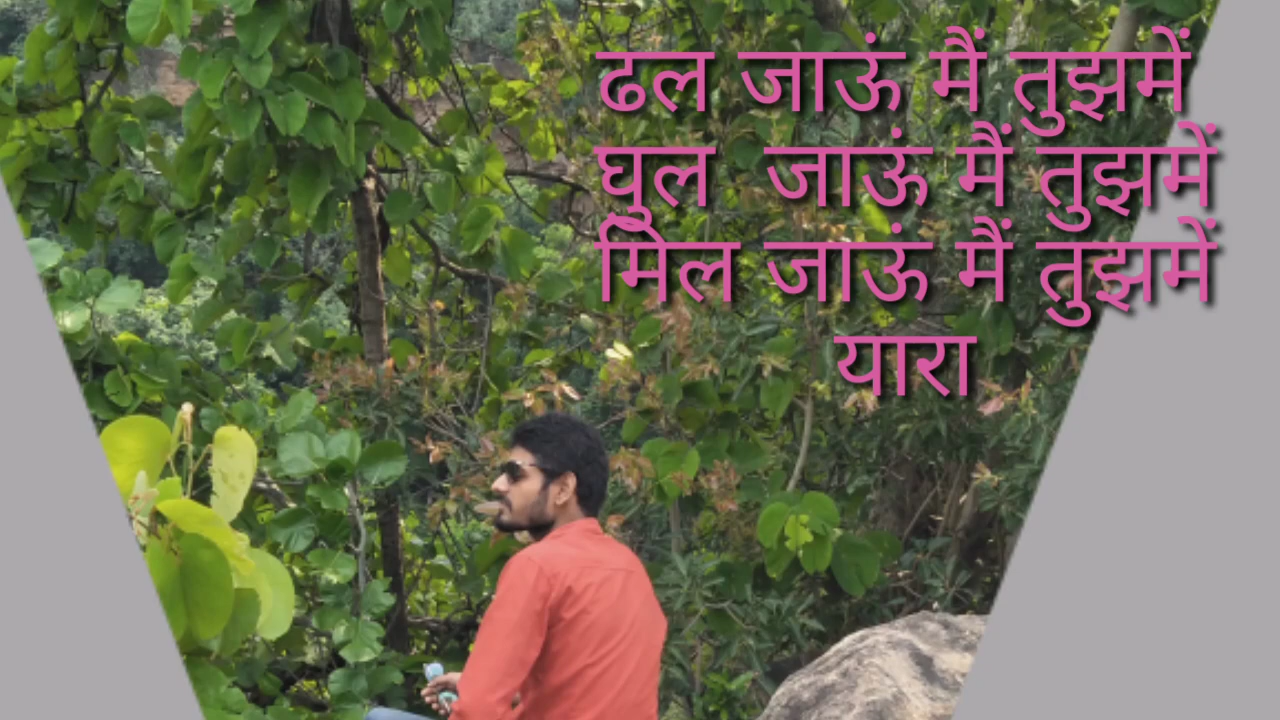 ढल जाऊं मैं तुझमें
घुल जाऊं मैं तुझमें
मिल जाऊं मैं तुझमें
यारा